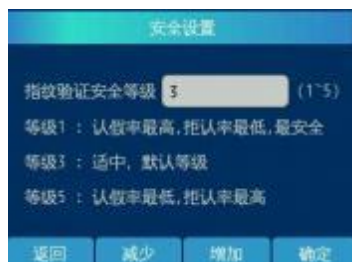 安全设置
指纹验证安全等级 3 (1~5)
等级1 : 认假率最高,拒认率最低,最安全
等级3 : 适中, 默认等级
等级5 : 认假率最低,拒认率最高
返回 减少 增加 确定